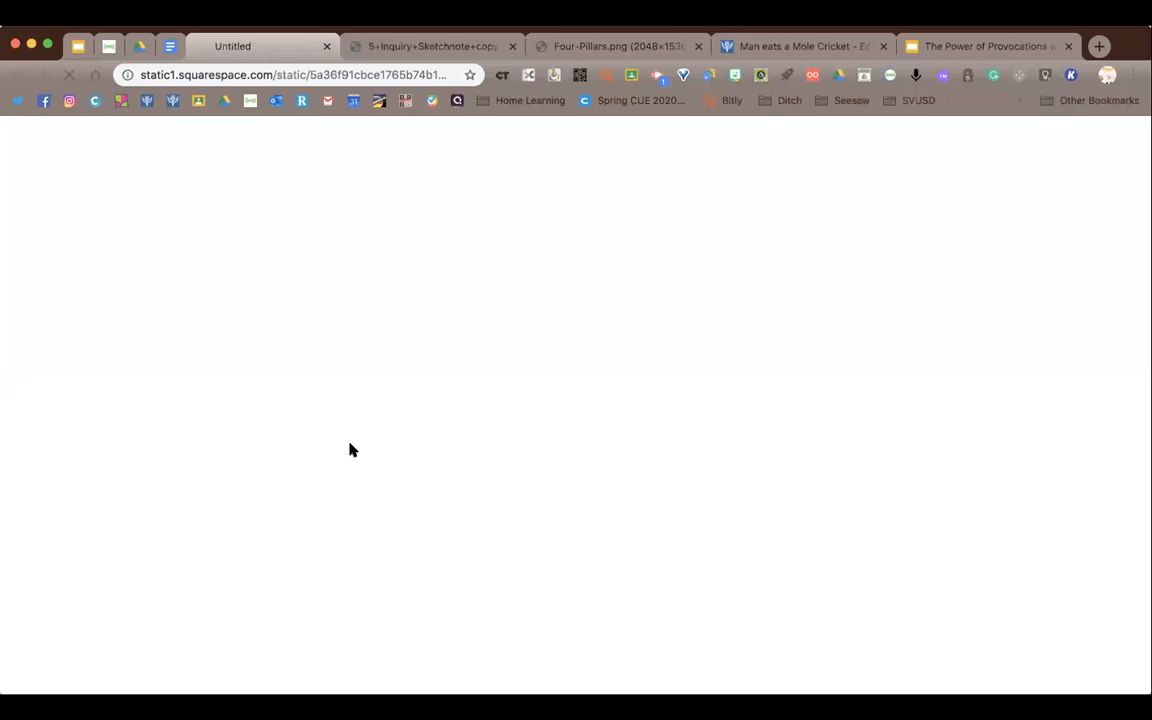 Untitled
5+Inquiry+Sketchnote+copy
Four-Pillars.png (2048×153
Man eats a Mole Cricket - Ed
The Power of Provocations w
static1.squarespace.com/static/5a36f91cbce1765b74b1...
Home Learning
Spring CUE 2020...
Bitly
Ditch
Seesaw
SVUSD
Other Bookmarks